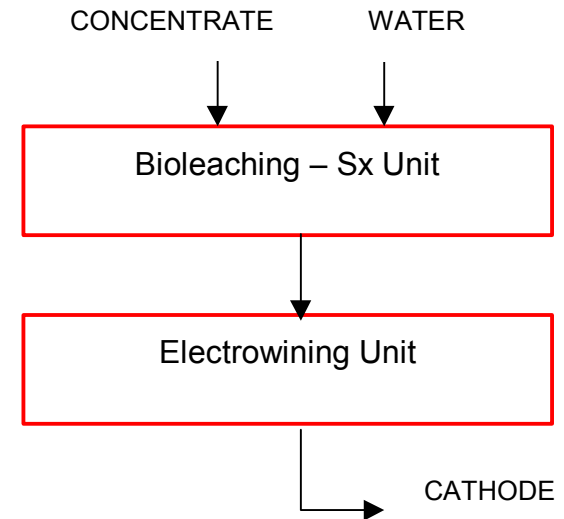 CONCENTRATE WATER
Bioleaching – Sx Unit
Electrowining Unit
CATHODE